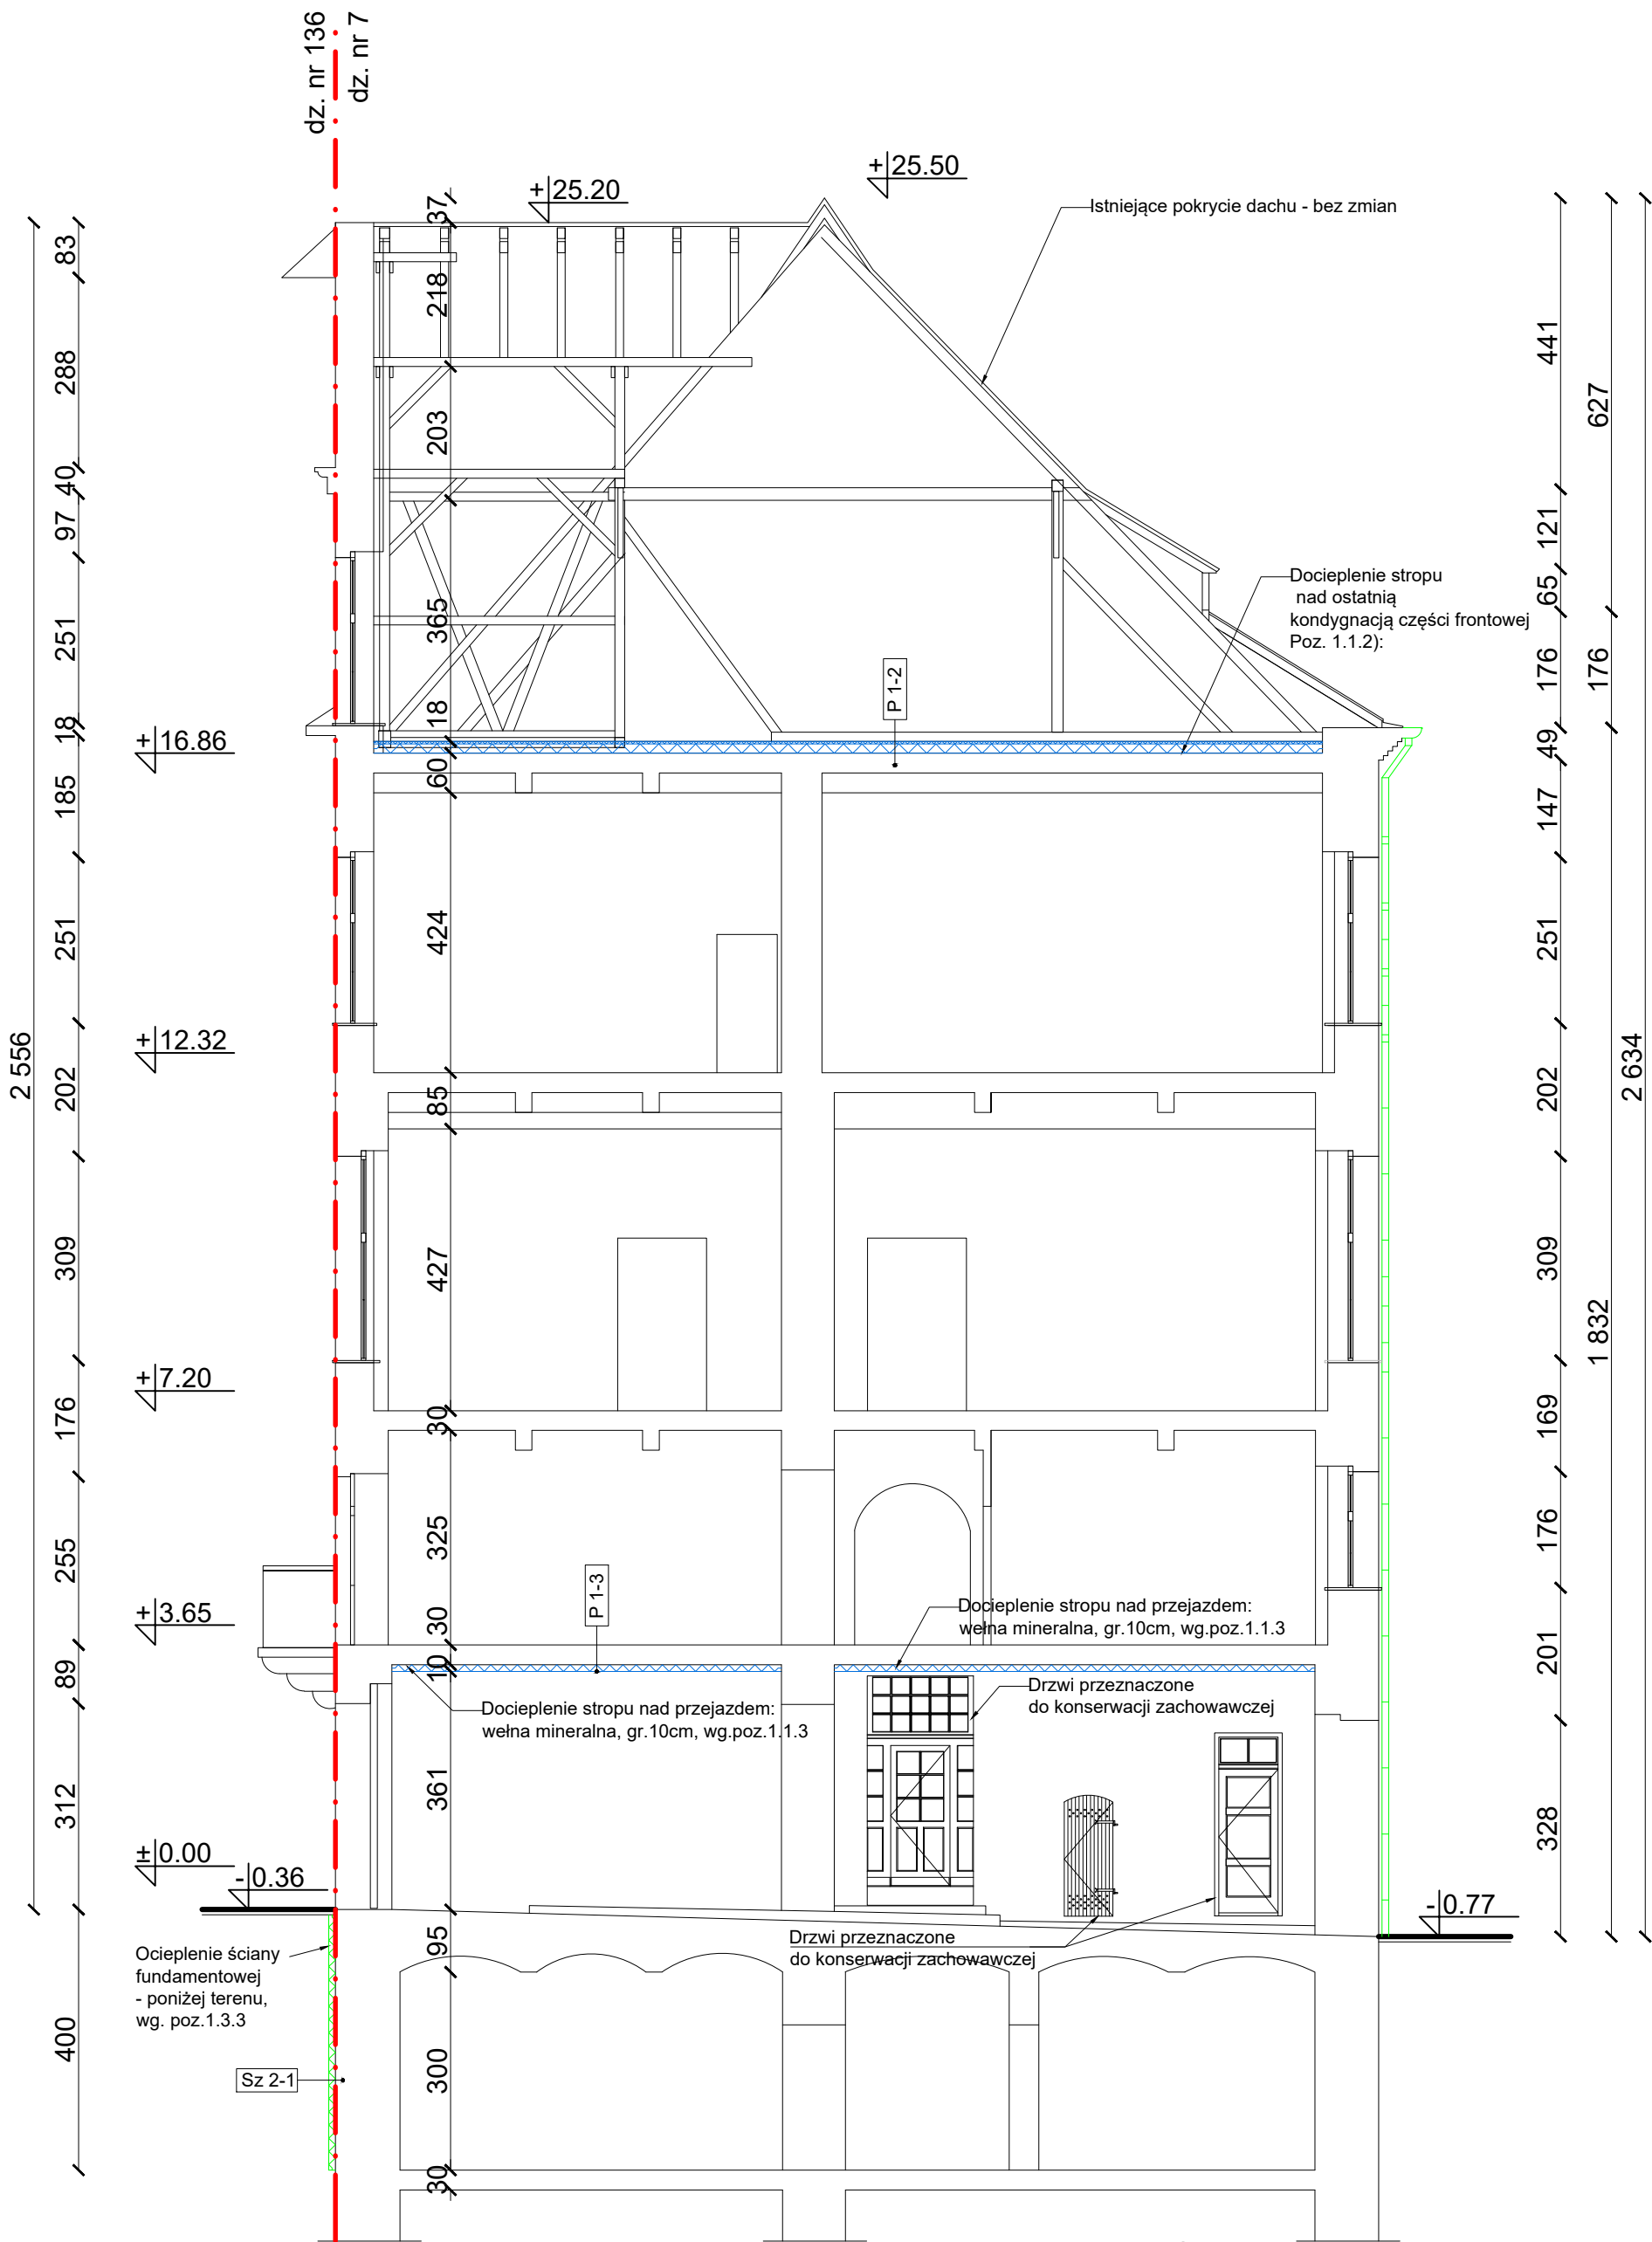 dz. nr 136
dz. nr 7
+25.50
+25.20
Istniejące pokrycie dachu - bez zmian
37
83
218
288
441
627
203
40
97
121
65
Docieplenie stropu
nad ostatnią
kondygnacją części frontowej
Poz. 1.1.2):
365
251
176
176
P 1-2
18
18
+16.86
49
60
185
147
424
251
251
2 556
+12.32
202
85
202
2 634
309
427
309
1 832
+7.20
176
30
169
255
325
176
P 1-3
+3.65
30
Docieplenie stropu nad przejazdem:
wełna mineralna, gr.10cm, wg.poz.1.1.3
89
10
201
Drzwi przeznaczone
do konserwacji zachowawczej
Docieplenie stropu nad przejazdem:
wełna mineralna, gr.10cm, wg.poz.1.1.3
312
361
328
±0.00
-0.36
-0.77
95
Drzwi przeznaczone
do konserwacji zachowawczej
Ocieplenie ściany
fundamentowej
- poniżej terenu,
wg. poz.1.3.3
400
300
Sz 2-1
30